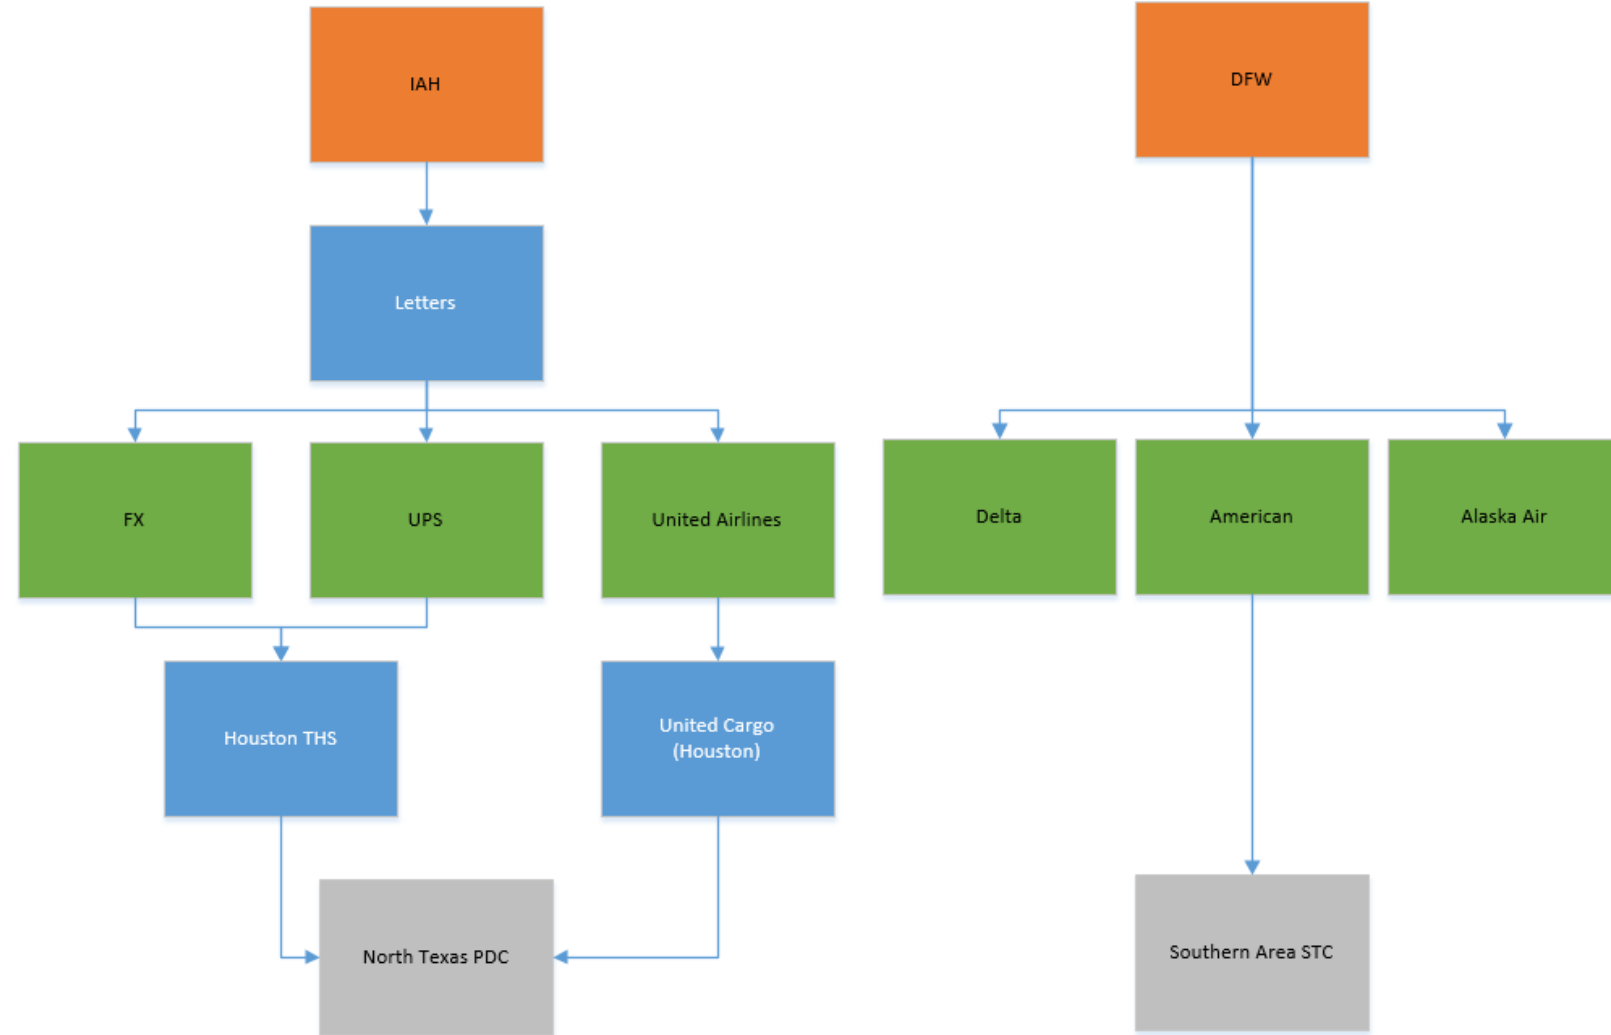 IAH
DFW
Letters
FX
UPS
United Airlines
Delta
American
Alaska Air
Houston THS
United Cargo
(Houston)
North Texas PDC
Southern Area STC